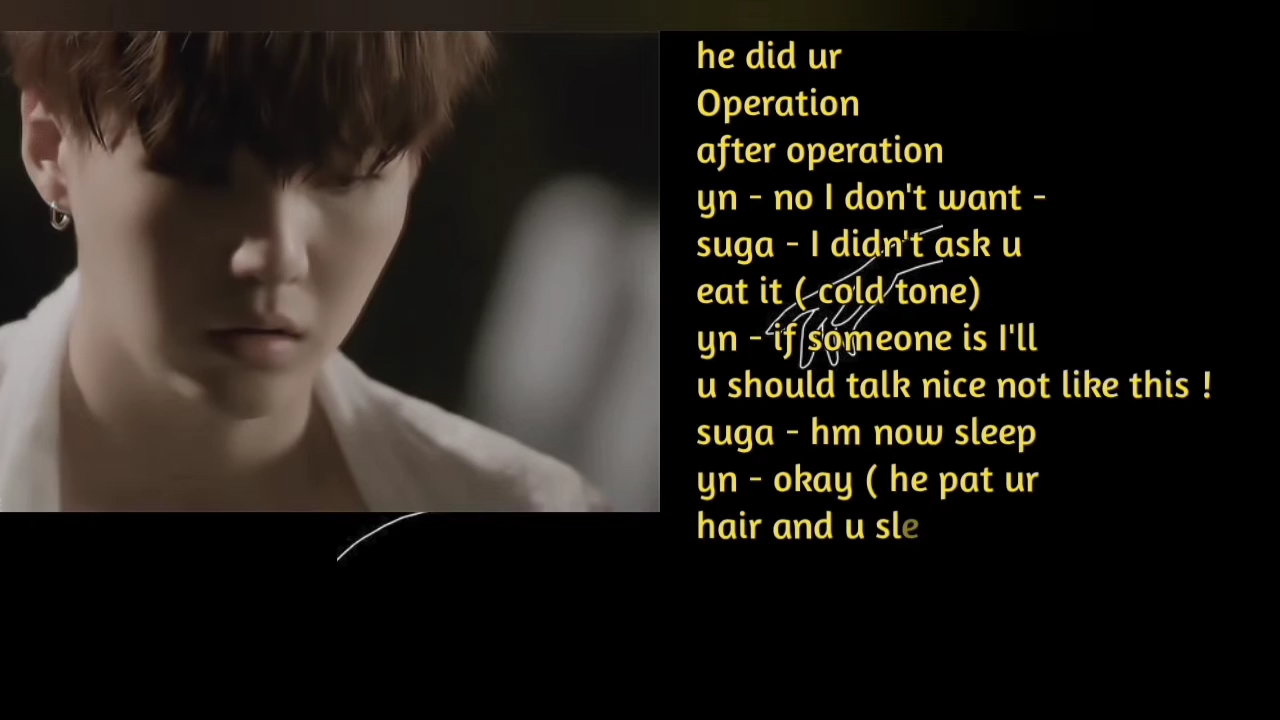 he did ur
Operation
after operation
yn - no I don't want -
suga - I didn't ask u
eat it ( cold tone)
yn - if someone is I'll
u should talk nice not like this !
suga - hm now sleep
yn - okay ( he pat ur
hair and u sle